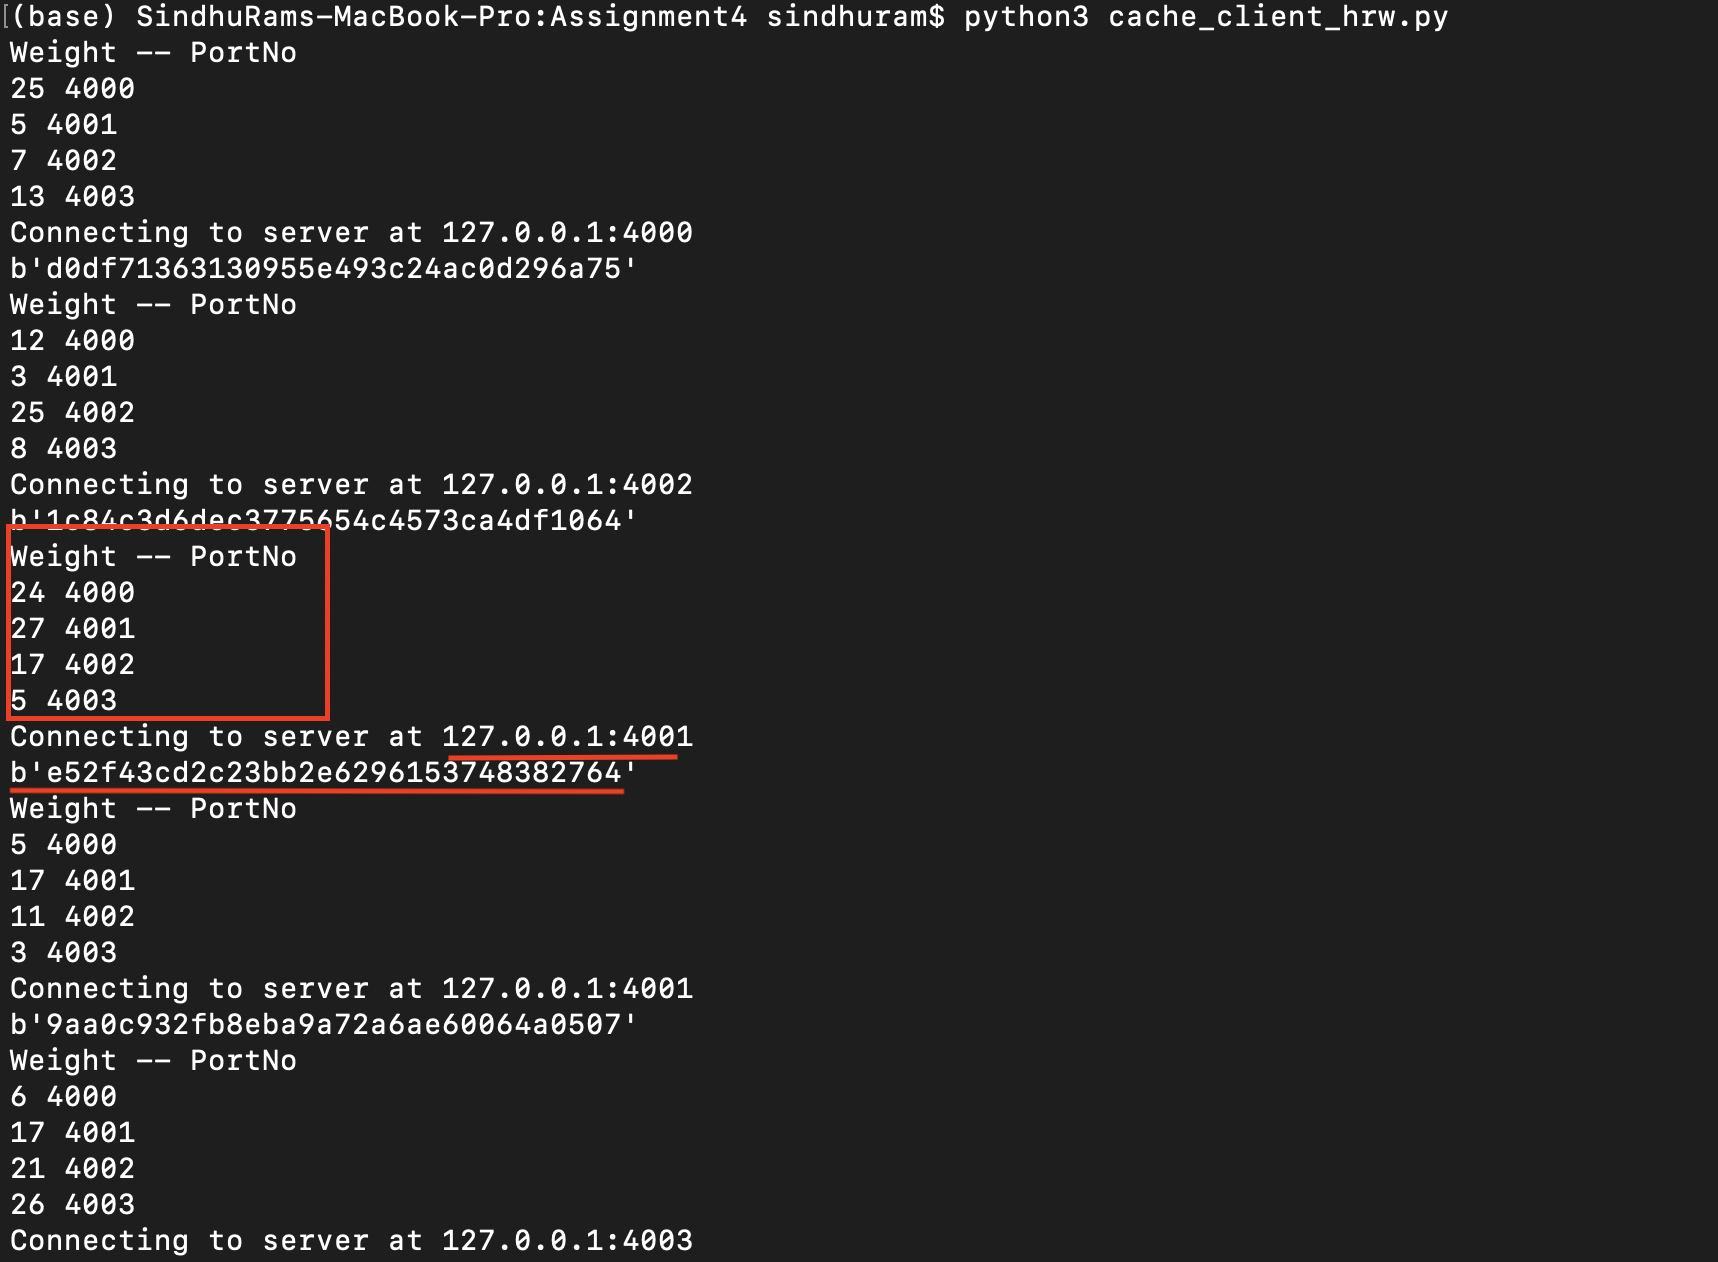 (base) SindhuRams-MacBook-Pro:Assignment4 sindhuram$ python3 cache_client_hrw.py
Weight -- PortNo
25 4000
5 4001
7 4002
13 4003
Connecting to server at 127.0.0.1:4000
b'd0df71363130955e493c24ac0d296a75'
Weight -- PortNo
12 4000
3 4001
25 4002
8 4003
Connecting to server at 127.0.0.1:4002
b'1c84c3d6dec3775654c4573ca4df1064'
Weight -- PortNo
24 4000
27 4001
17 4002
5 4003
Connecting to server at 127.0.0.1:4001
b'e52f43cd2c23bb2e6296153748382764'
Weight -- PortNo
5 4000
17 4001
11 4002
3 4003
Connecting to server at 127.0.0.1:4001
b'9aa0c932fb8eba9a72a6ae60064a0507'
Weight -- PortNo
6 4000
17 4001
21 4002
26 4003
Connecting to server at 127.0.0.1:4003